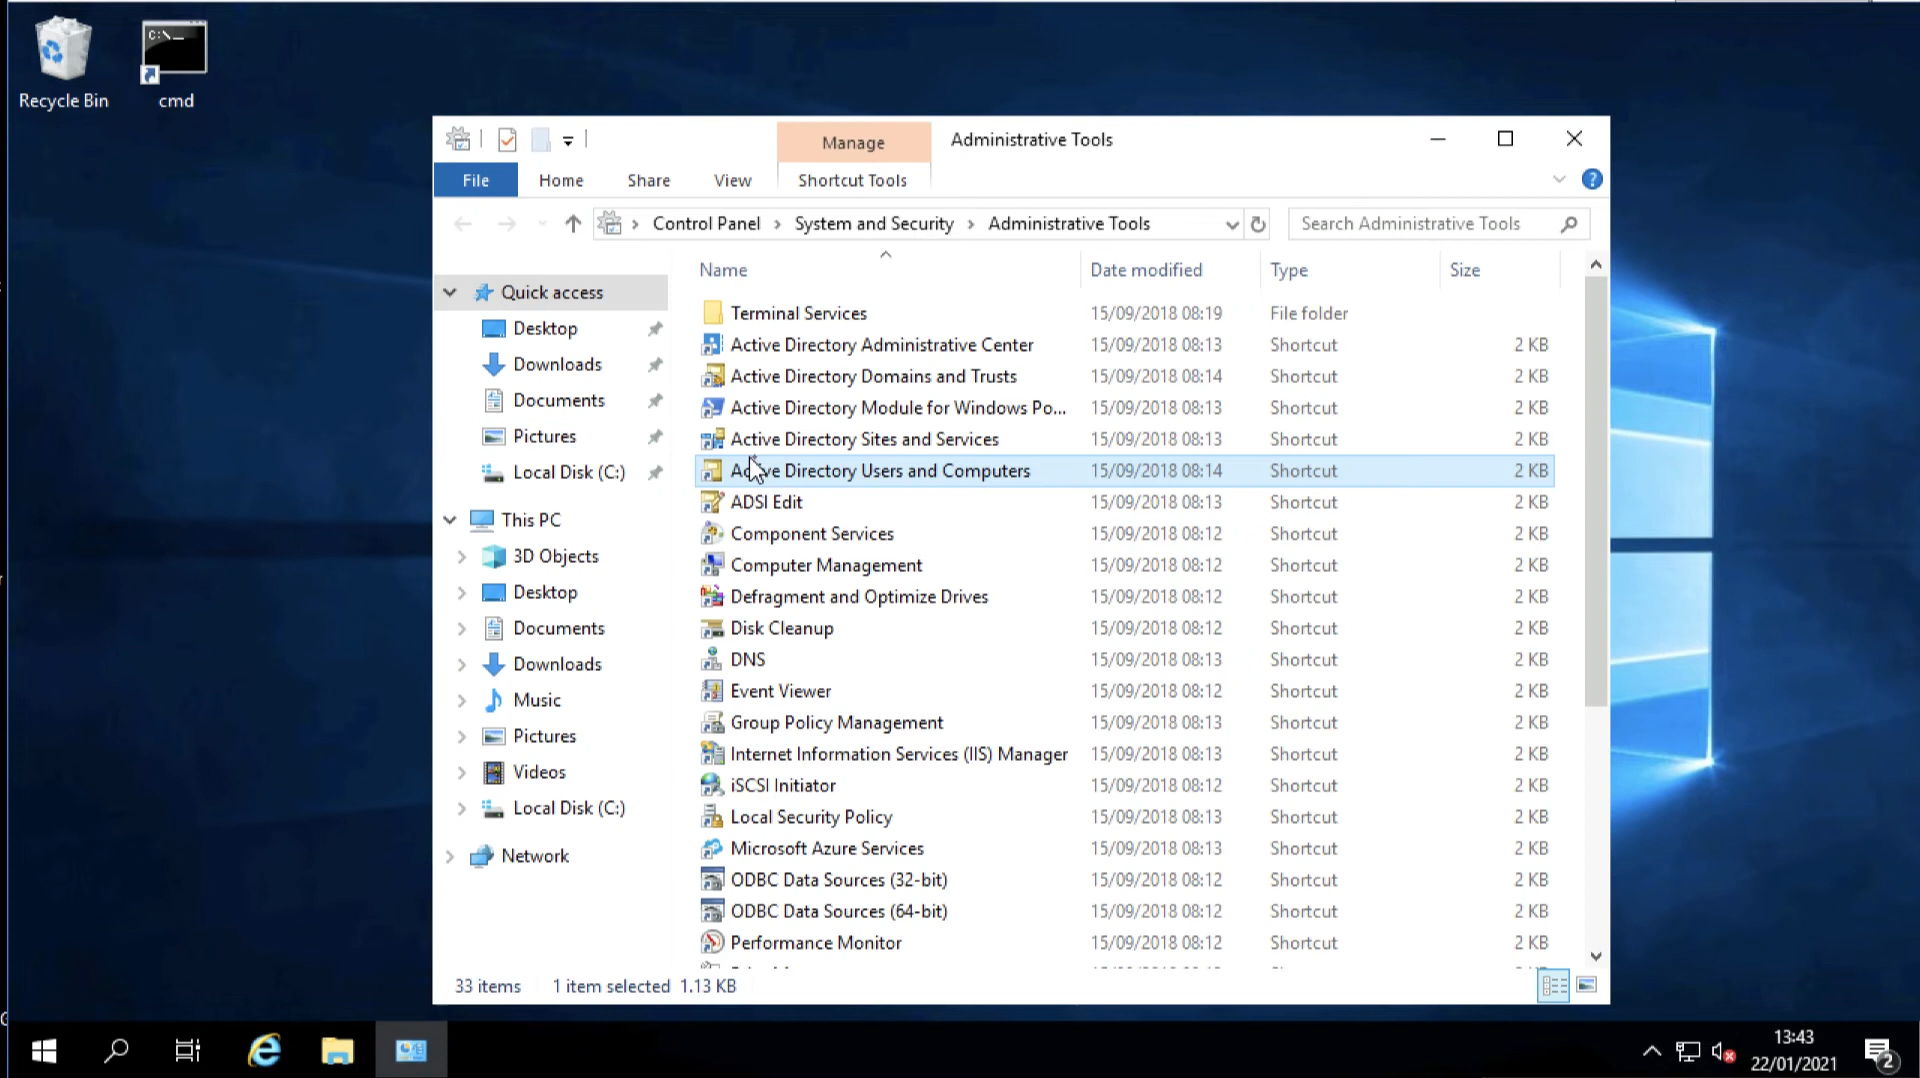 Recycle Bin
cmd
Manage
Administrative Tools
File
Home
Share
View
Shortcut Tools
Control Panel
System and Security
Administrative Tools
Search Administrative Tools
Name
Date modified
Type
Size
Quick access
Desktop
Downloads
Documents
Pictures
Local Disk (C:)
This PC
3D Objects
Desktop
Documents
Downloads
Music
Pictures
Videos
Local Disk (C:)
Network
Terminal Services 15/09/2018 08:19 File folder
Active Directory Administrative Center 15/09/2018 08:13 Shortcut 2 KB
Active Directory Domains and Trusts 15/09/2018 08:14 Shortcut 2 KB
Active Directory Module for Windows Po... 15/09/2018 08:13 Shortcut 2 KB
Active Directory Sites and Services 15/09/2018 08:13 Shortcut 2 KB
Active Directory Users and Computers 15/09/2018 08:14 Shortcut 2 KB
ADSI Edit 15/09/2018 08:13 Shortcut 2 KB
Component Services 15/09/2018 08:12 Shortcut 2 KB
Computer Management 15/09/2018 08:12 Shortcut 2 KB
Defragment and Optimize Drives 15/09/2018 08:12 Shortcut 2 KB
Disk Cleanup 15/09/2018 08:12 Shortcut 2 KB
DNS 15/09/2018 08:13 Shortcut 2 KB
Event Viewer 15/09/2018 08:12 Shortcut 2 KB
Group Policy Management 15/09/2018 08:13 Shortcut 2 KB
Internet Information Services (IIS) Manager 15/09/2018 08:13 Shortcut 2 KB
iSCSI Initiator 15/09/2018 08:12 Shortcut 2 KB
Local Security Policy 15/09/2018 08:13 Shortcut 2 KB
Microsoft Azure Services 15/09/2018 08:13 Shortcut 2 KB
ODBC Data Sources (32-bit) 15/09/2018 08:12 Shortcut 2 KB
ODBC Data Sources (64-bit) 15/09/2018 08:12 Shortcut 2 KB
Performance Monitor 15/09/2018 08:12 Shortcut 2 KB
33 items 1 item selected 1.13 KB
13:43
22/01/2021
2